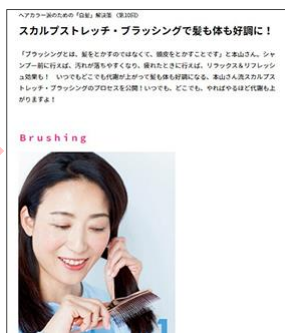 ヘアカラー派のための「白髪」解決策 〈第10回〉
スカルプストレッチ・ブラッシングで髪も体も好調に！
「ブラッシングとは、髪をとかすのではなくて、頭皮をとかすことです」と本山さん。シャ
ンプー前に行えば、汚れが落ちやすくなり、疲れたときに行えば、リラックス＆リフレッシ
ュ効果も！　いつでもどこでも代謝が上がって髪も体も好調になる、本山さん流スカルプス
トレッチ・ブラッシングのプロセスを公開！いつでも、どこでも、やればやるほど代謝も上
がりますよ！
Brushing
1